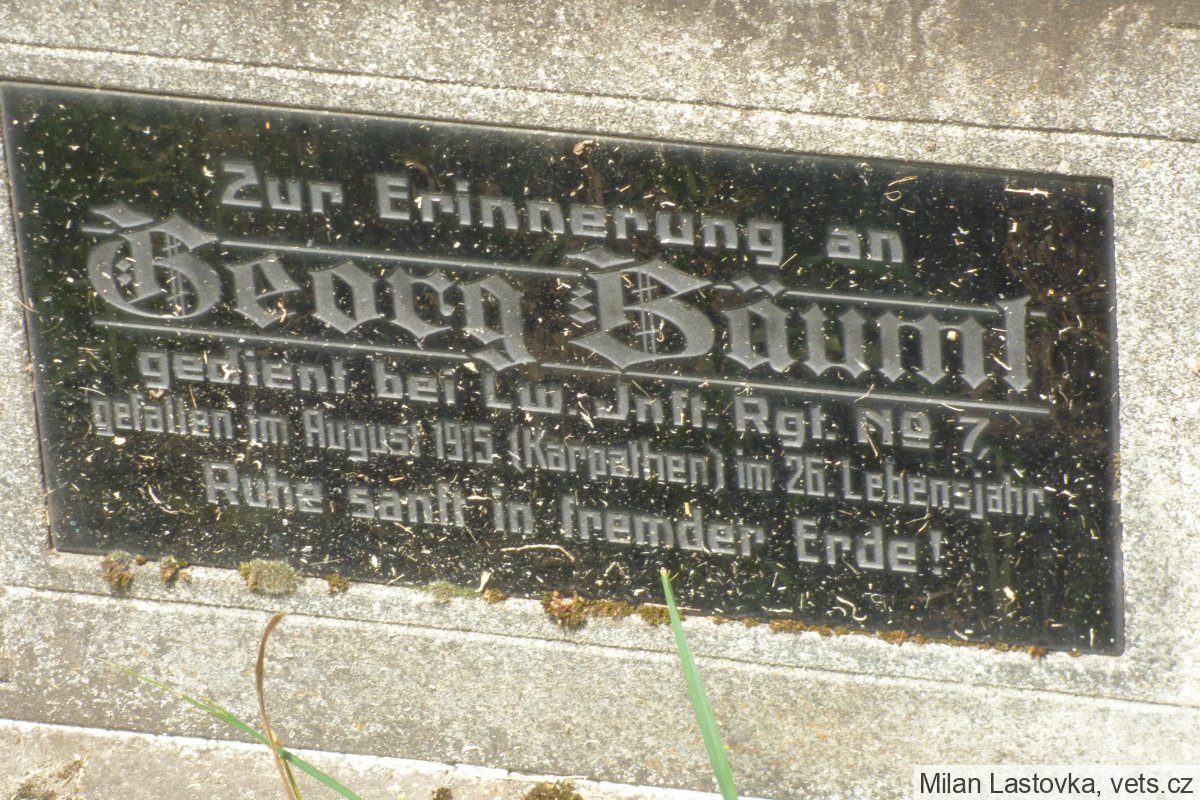 Zur Erinnerung an
Georg Bäuml
gedient bei Lw. Jnft. Rgt. No 7,
gefallen im August 1915 (Karpathen) im 26. Lebensjahr.
Ruhe sanft in fremder Erde!
Milan Lastovka, vets.cz